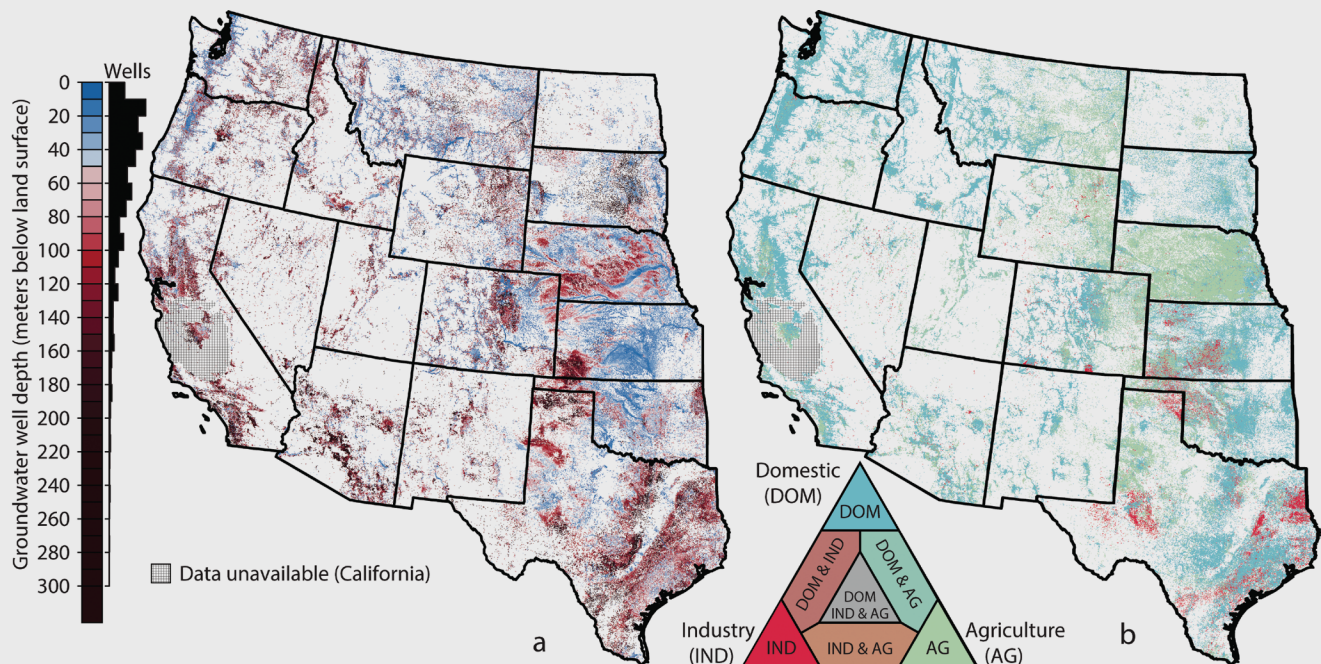 Wells
0
20
40
60
80
100
120
140
160
180
200
220
240
260
280
300
Groundwater well depth (meters below land surface)
Data unavailable (California)
a
Domestic
(DOM)
DOM
DOM & IND
DOM & AG
DOM
IND & AG
Industry
(IND)
IND
IND & AG
AG
Agriculture
(AG)
b